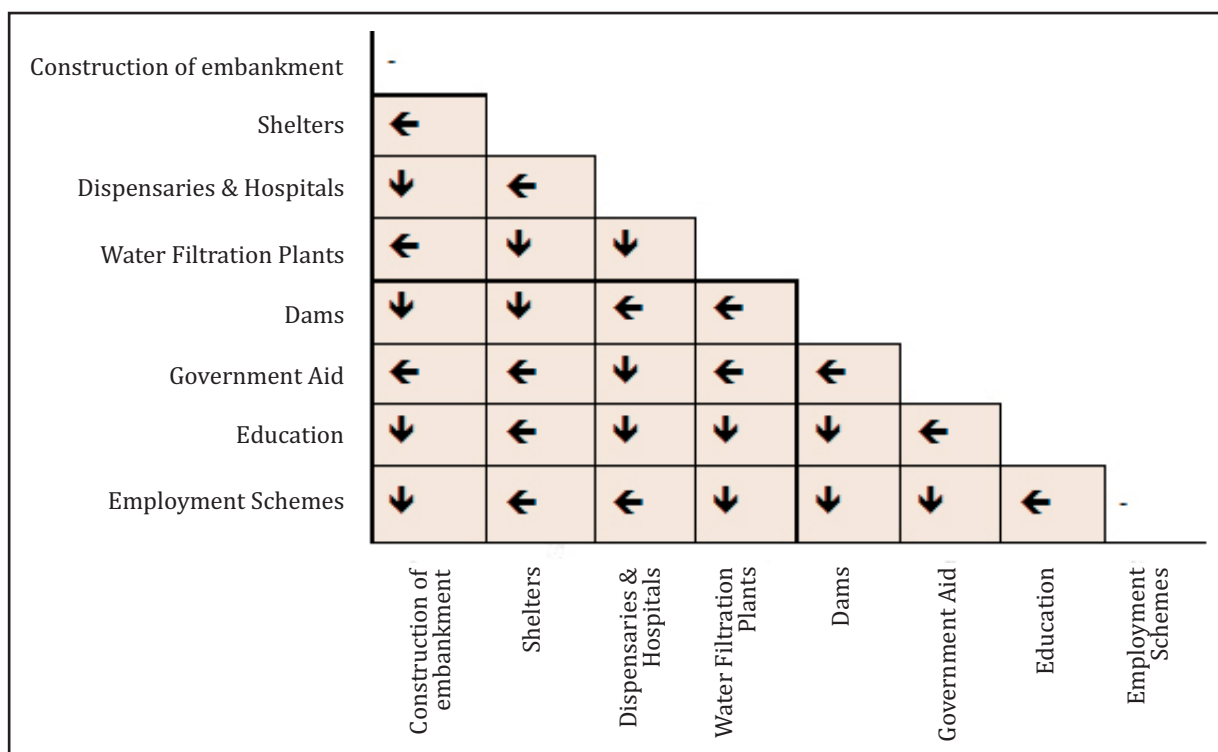 Construction of embankment -
Shelters ←
Dispensaries & Hospitals ↓ ←
Water Filtration Plants ← ↓ ↓
Dams ↓ ↓ ← ←
Government Aid ← ← ↓ ← ←
Education ↓ ← ↓ ↓ ↓ ←
Employment Schemes ↓ ← ← ↓ ↓ ↓ ← -
Construction of
embankment
Shelters
Dispensaries &
Hospitals
Water Filtration
Plants
Dams
Government Aid
Education
Employment
Schemes